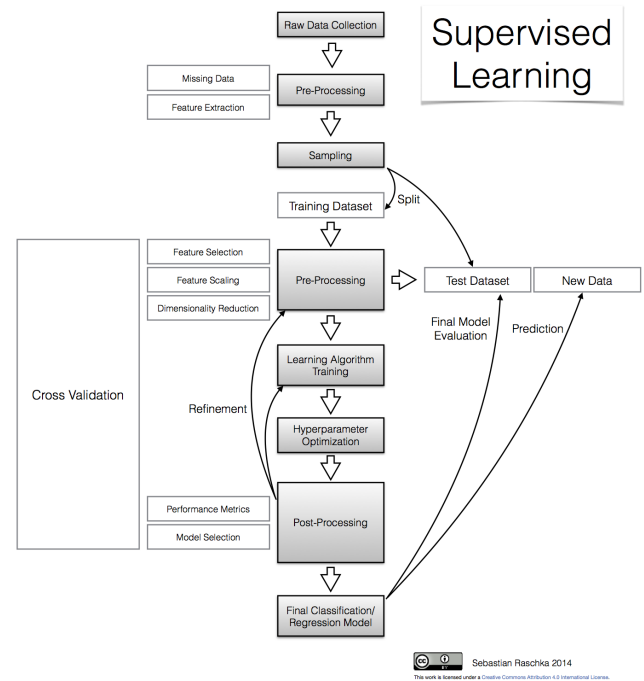 Supervised
Learning
Raw Data Collection
Missing Data
Pre-Processing
Feature Extraction
Sampling
Split
Training Dataset
Feature Selection
Feature Scaling
Dimensionality Reduction
Pre-Processing
Test Dataset
New Data
Final Model
Evaluation
Prediction
Learning Algorithm
Training
Cross Validation
Refinement
Hyperparameter
Optimization
Performance Metrics
Model Selection
Post-Processing
Final Classification/
Regression Model
cc
BY
Sebastian Raschka 2014
This work is licensed under a Creative Commons Attribution 4.0 International License.